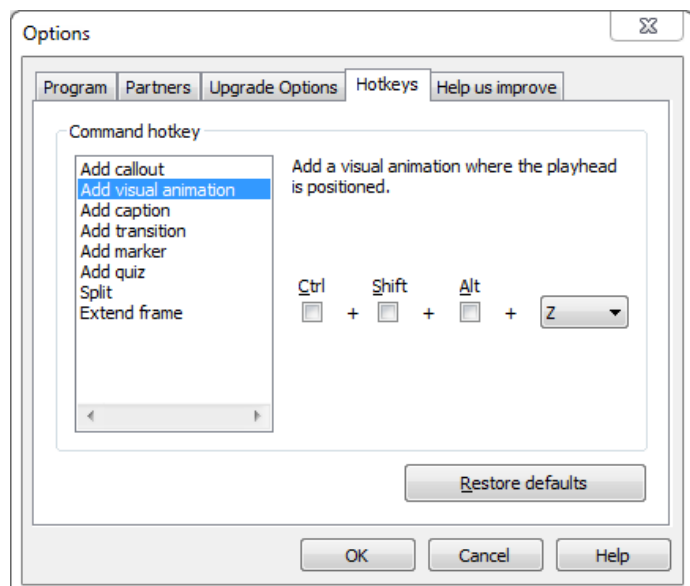 Options
Program Partners Upgrade Options Hotkeys Help us improve
Command hotkey
Add callout
Add visual animation
Add caption
Add transition
Add marker
Add quiz
Split
Extend frame
Add a visual animation where the playhead
is positioned.
Ctrl Shift Alt
+ + + Z
Restore defaults
OK Cancel Help